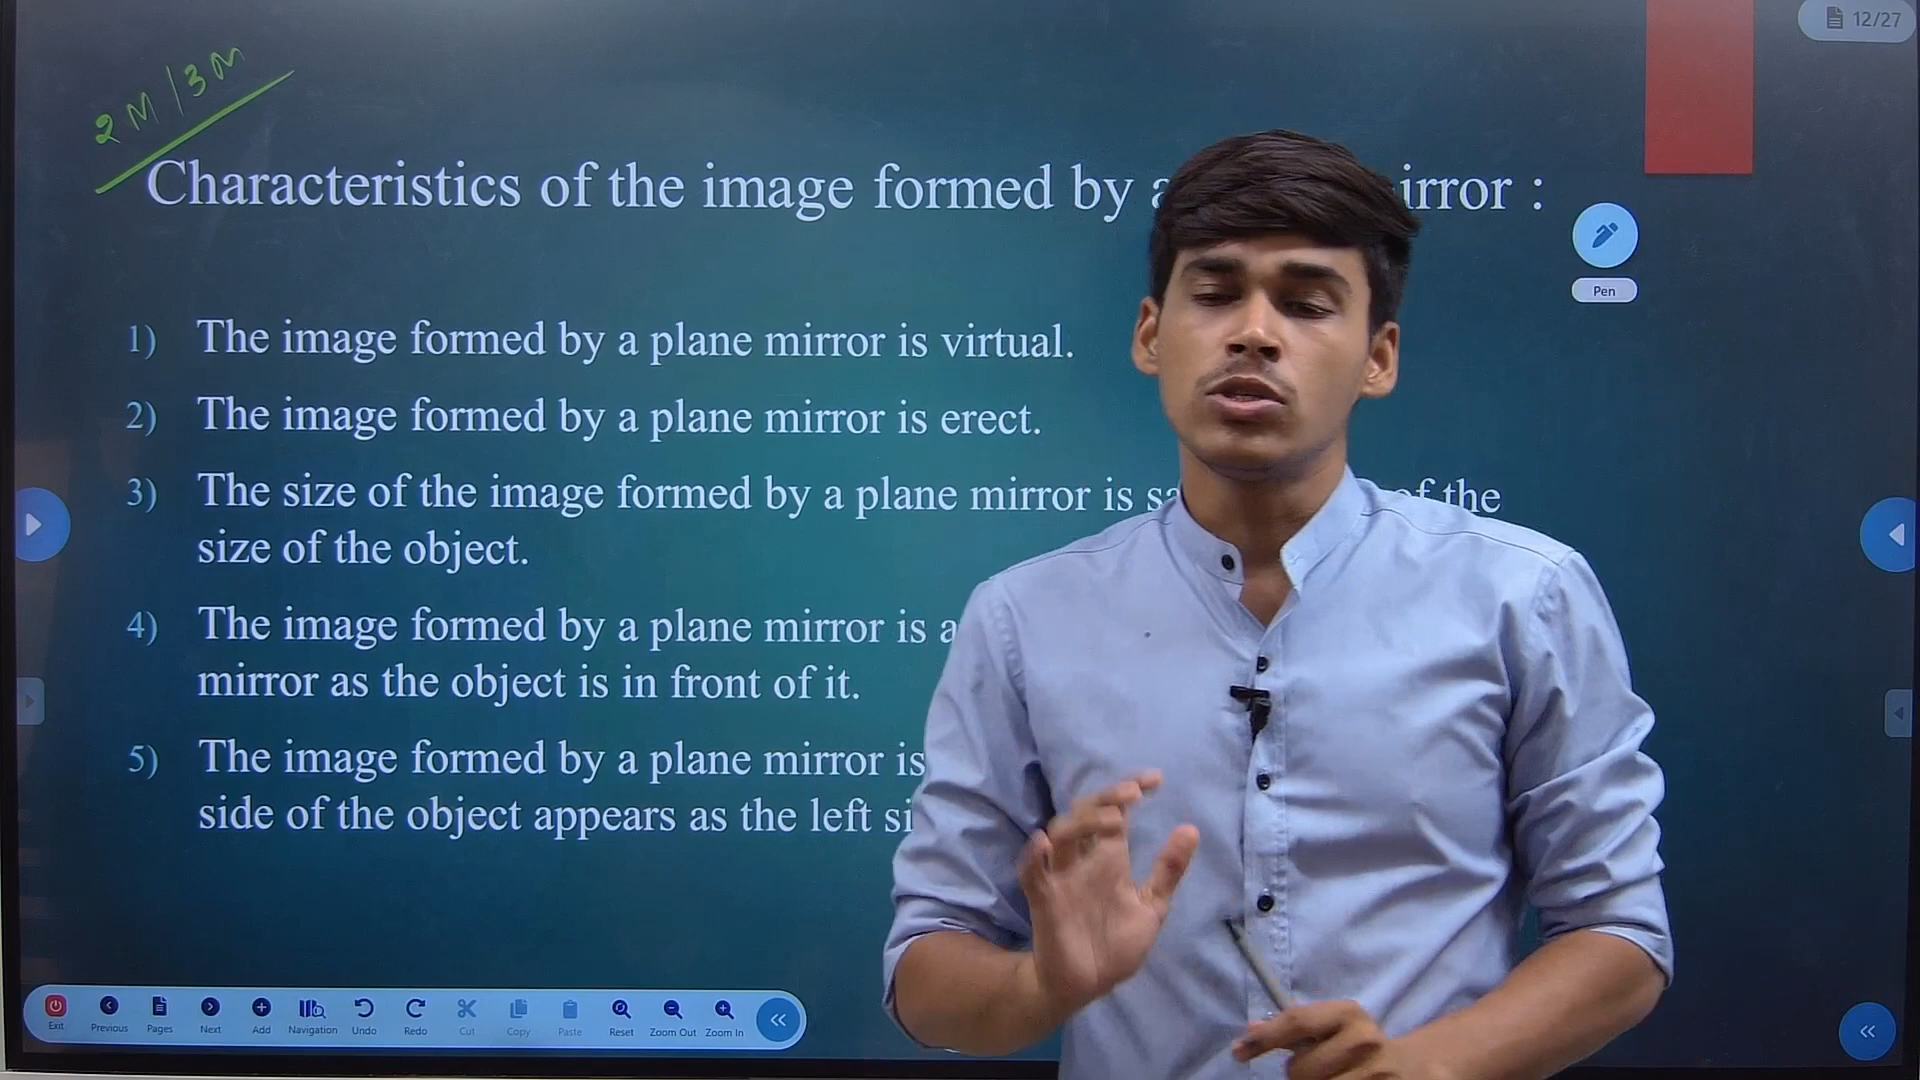 12/27
2M/3M
Characteristics of the image formed by a irror :
Pen
1) The image formed by a plane mirror is virtual.
2) The image formed by a plane mirror is erect.
3) The size of the image formed by a plane mirror is of the
size of the object.
4) The image formed by a plane mirror is
mirror as the object is in front of it.
5) The image formed by a plane mirror is
side of the object appears as the left
Exit Previous Pages Next Add Navigation Undo Redo Cut Copy Paste Reset Zoom Out Zoom In